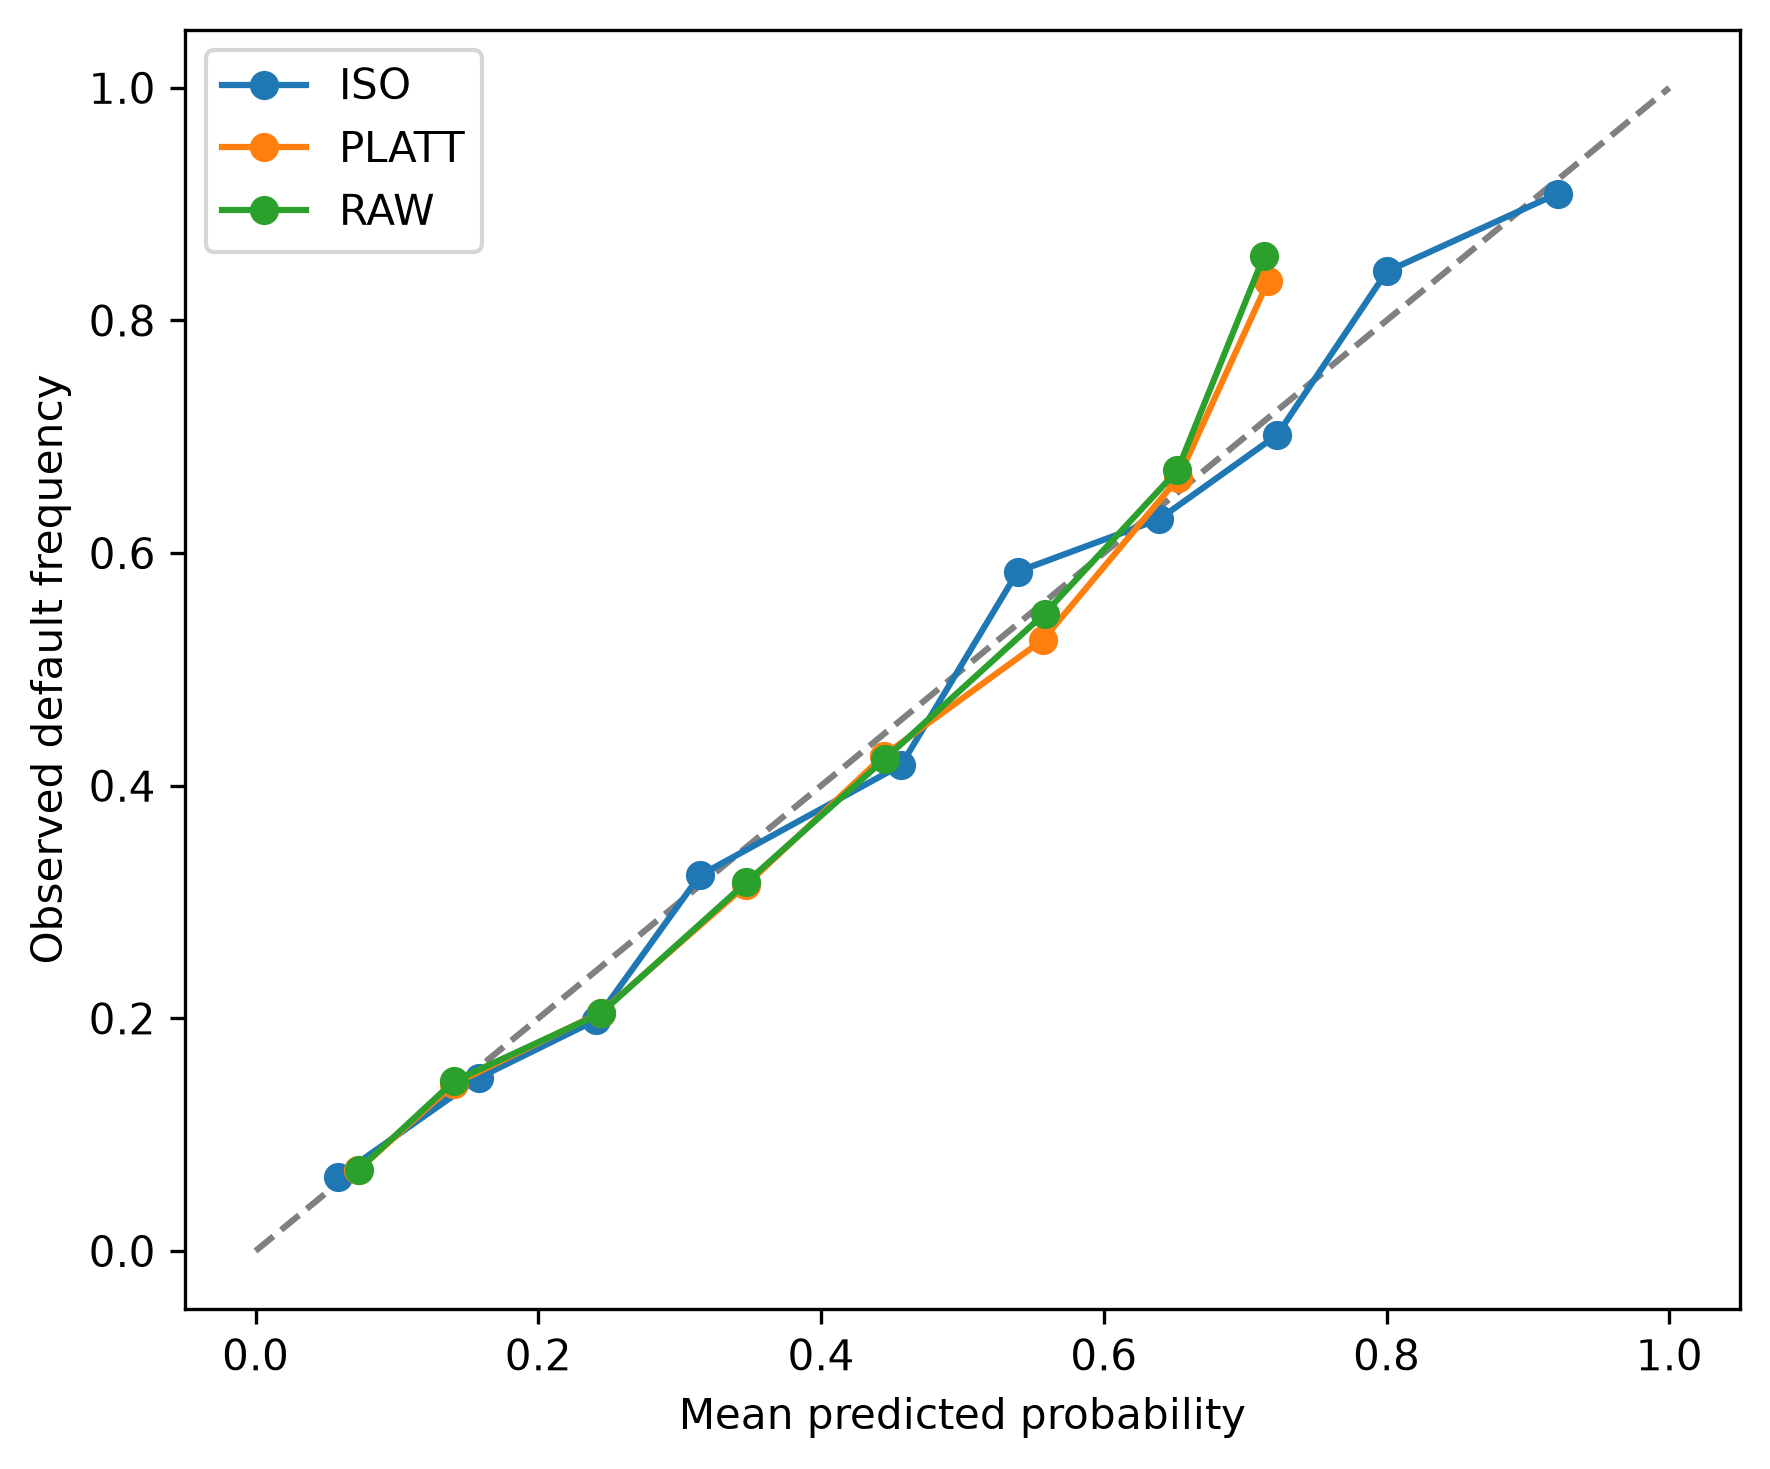 ISO
PLATT
RAW
1.0
0.8
0.6
0.4
0.2
0.0
Observed default frequency
0.0 0.2 0.4 0.6 0.8 1.0
Mean predicted probability